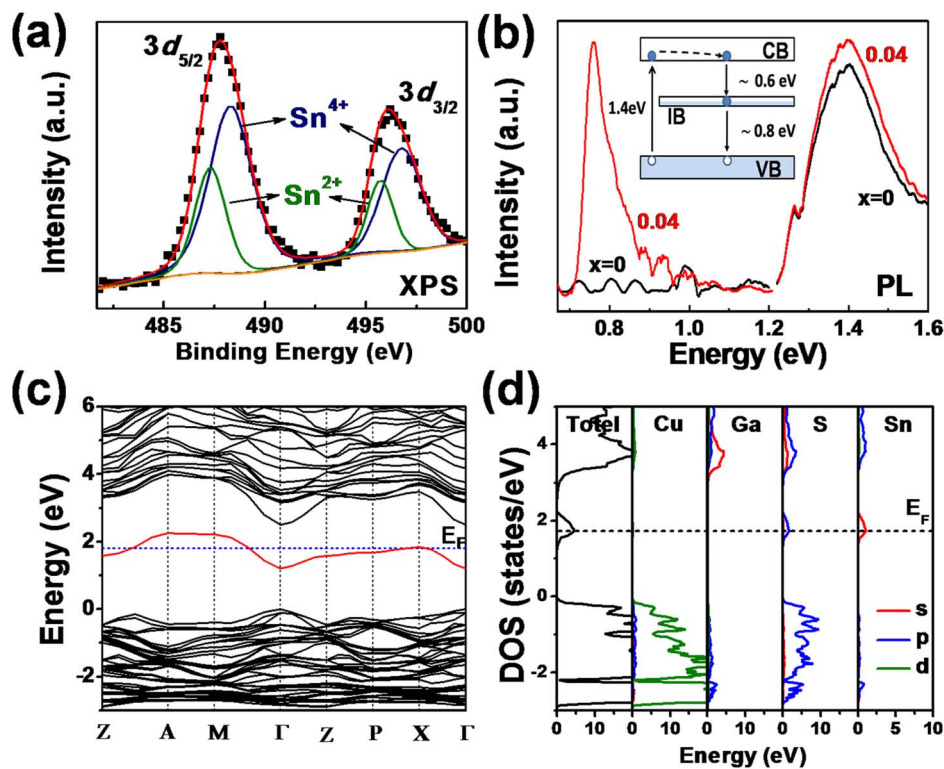 (a)
3d5/2
3d3/2
Sn4+
Sn2+
XPS
Intensity (a.u.)
485 490 495 500
Binding Energy (eV)
(b)
CB
0.04
~ 0.6 eV
1.4eV
IB
~ 0.8 eV
VB
0.04
x=0
x=0
PL
Intensity (a.u.)
0.8 1.0 1.2 1.4 1.6
Energy (eV)
(c)
6
4
2
0
-2
EF
Energy (eV)
Z A M Γ Z P X Γ
(d)
Totel Cu Ga S Sn
4
2
0
-2
EF
s
p
d
DOS (states/eV)
0 10 0 10 0 10 0 10 0 10
Energy (eV)